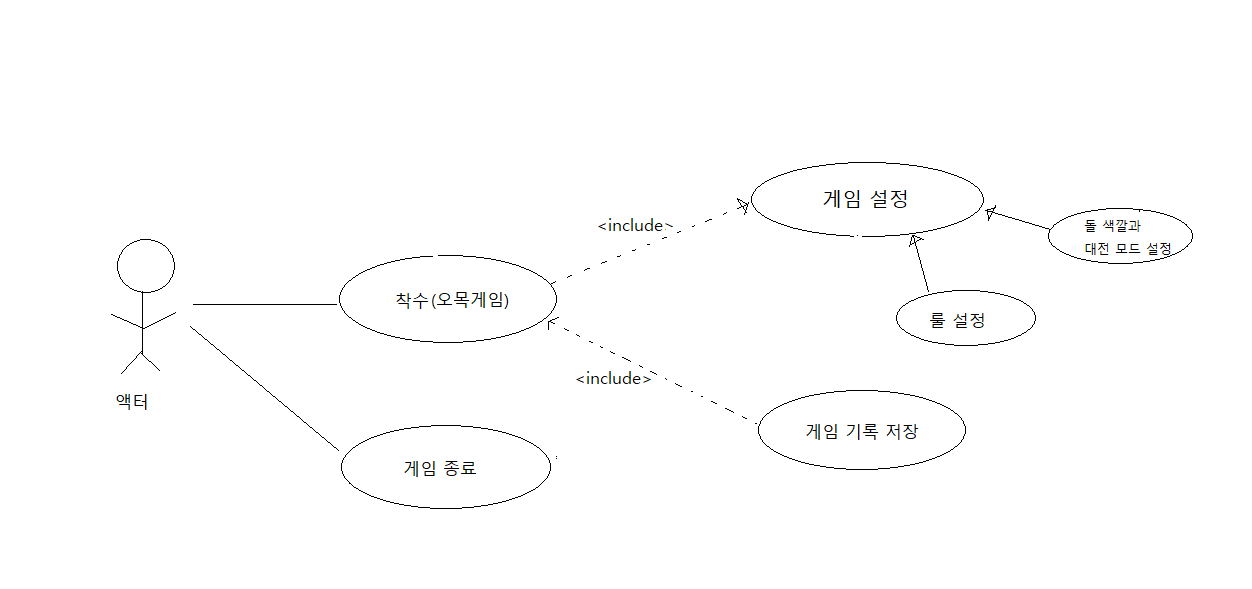 게임 설정
돌 색깔과
대전 모드 설정
<include>
착수(오목게임)
룰 설정
<include>
액터
게임 기록 저장
게임 종료